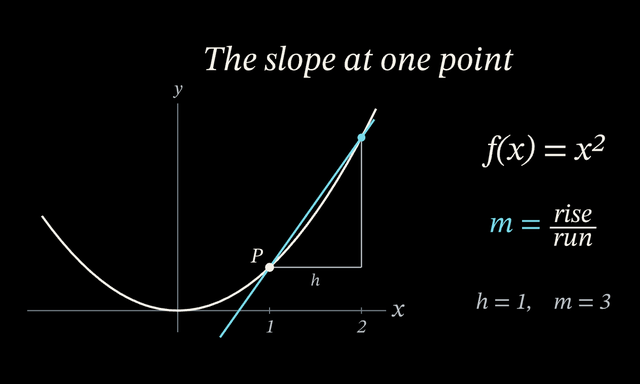 The slope at one point
y
f(x) = x²
m = rise/run
P
h
h = 1, m = 3
x
1 2